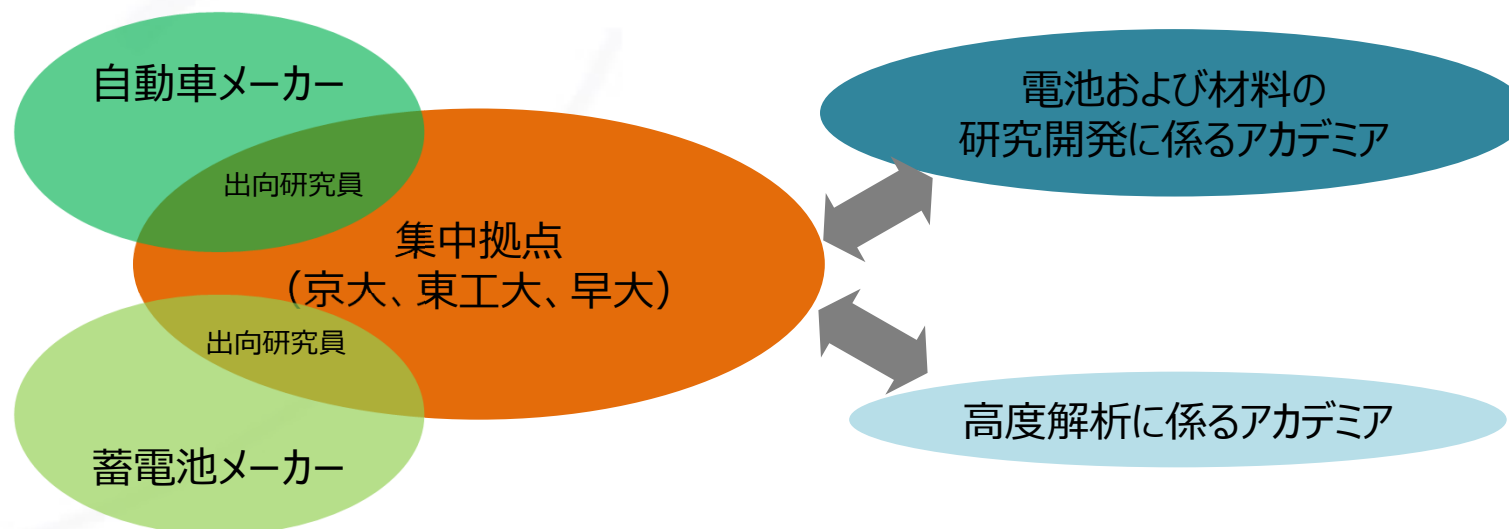 自動車メーカー
出向研究員
集中拠点
（京大、東工大、早大）
出向研究員
蓄電池メーカー
電池および材料の
研究開発に係るアカデミア
高度解析に係るアカデミア